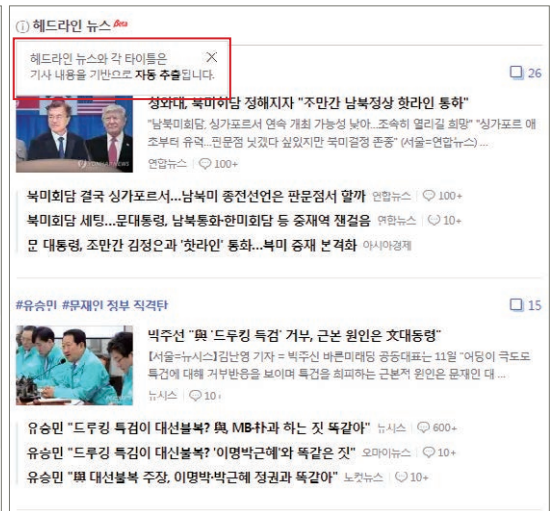 헤드라인 뉴스 Beta
헤드라인 뉴스와 각 타이틀은
기사 내용을 기반으로 자동 추출됩니다.
26
청와대, 북미회담 정해지자 "조만간 남북정상 핫라인 통화"
"남북미회담, 싱가포르서 연속 개최 가능성 낮아...조속히 열리길 희망" "싱가포르 애
초부터 유력...판문점 낫겠다 싶었지만 북미결정 존중" (서울=연합뉴스) ...
연합뉴스 100+
북미회담 결국 싱가포르서...남북미 종전선언은 판문점서 할까 연합뉴스 100+
북미회담 세팅...문대통령, 남북통화·한미회담 등 중재역 잰걸음 연합뉴스 10+
문 대통령, 조만간 김정은과 '핫라인' 통화...북미 중재 본격화 아시아경제
#유승민 #문재인 정부 직격탄
15
박주선 "與 '드루킹 특검' 거부, 근본 원인은 文대통령"
【서울=뉴시스】김난영 기자 = 박주선 바른미래당 공동대표는 11일 "여당이 극도로
특검에 대해 거부반응을 보이며 특검을 회피하는 근본적 원인은 문재인 대 ...
뉴시스 10+
유승민 "드루킹 특검이 대선불복? 與, MB·朴과 하는 짓 똑같아" 뉴시스 600+
유승민 "드루킹 특검이 대선불복? '이명박근혜'와 똑같은 짓" 오마이뉴스 10+
유승민 "與 대선불복 주장, 이명박·박근혜 정권과 똑같아" 노컷뉴스 10+